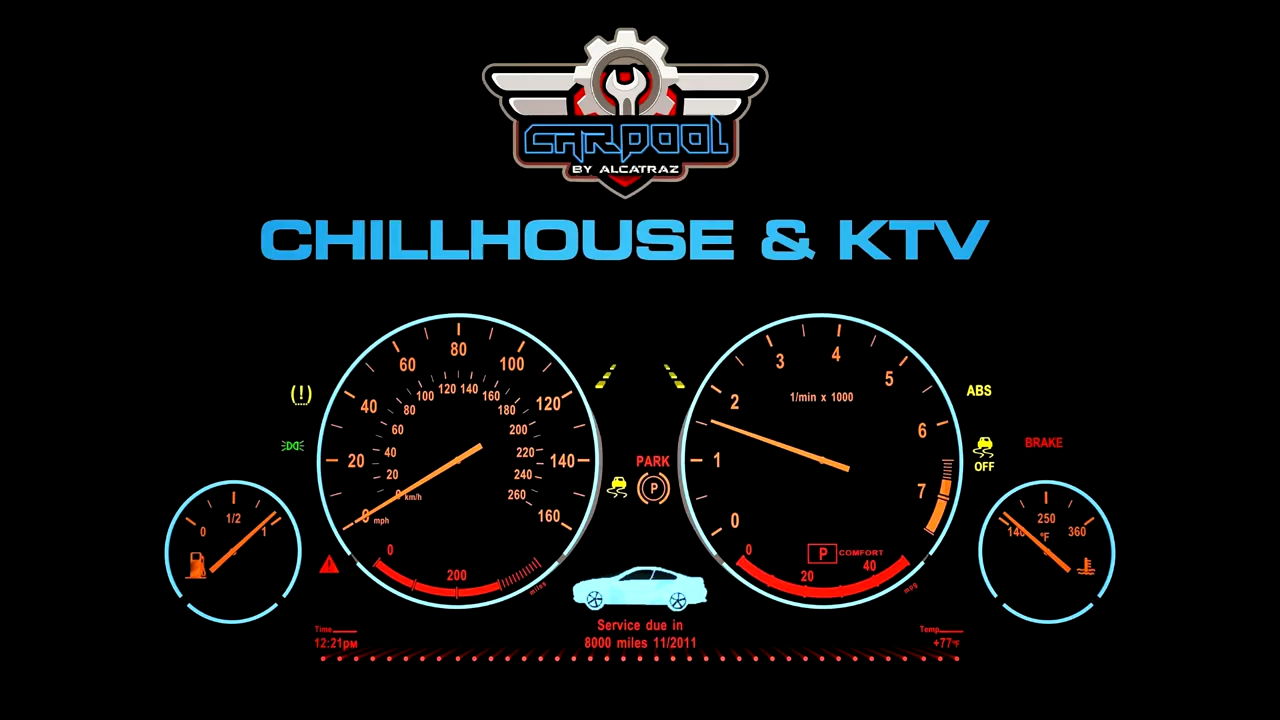 CARPOOL
BY ALCATRAZ
CHILLHOUSE & KTV
0 20 40 60 80 100 120 140 160
mph
0 20 40 60 80 100 120 140 160 180 200 220 240 260
km/h
0 200
miles
0 1 2 3 4 5 6 7
1/min x 1000
P COMFORT
0 20 40
mpg
(!)
ABS
OFF
BRAKE
PARK
P
0 1/2 1
140 250 360
°F
Service due in
8000 miles 11/2011
Time
12:21PM
Temp
+77°F